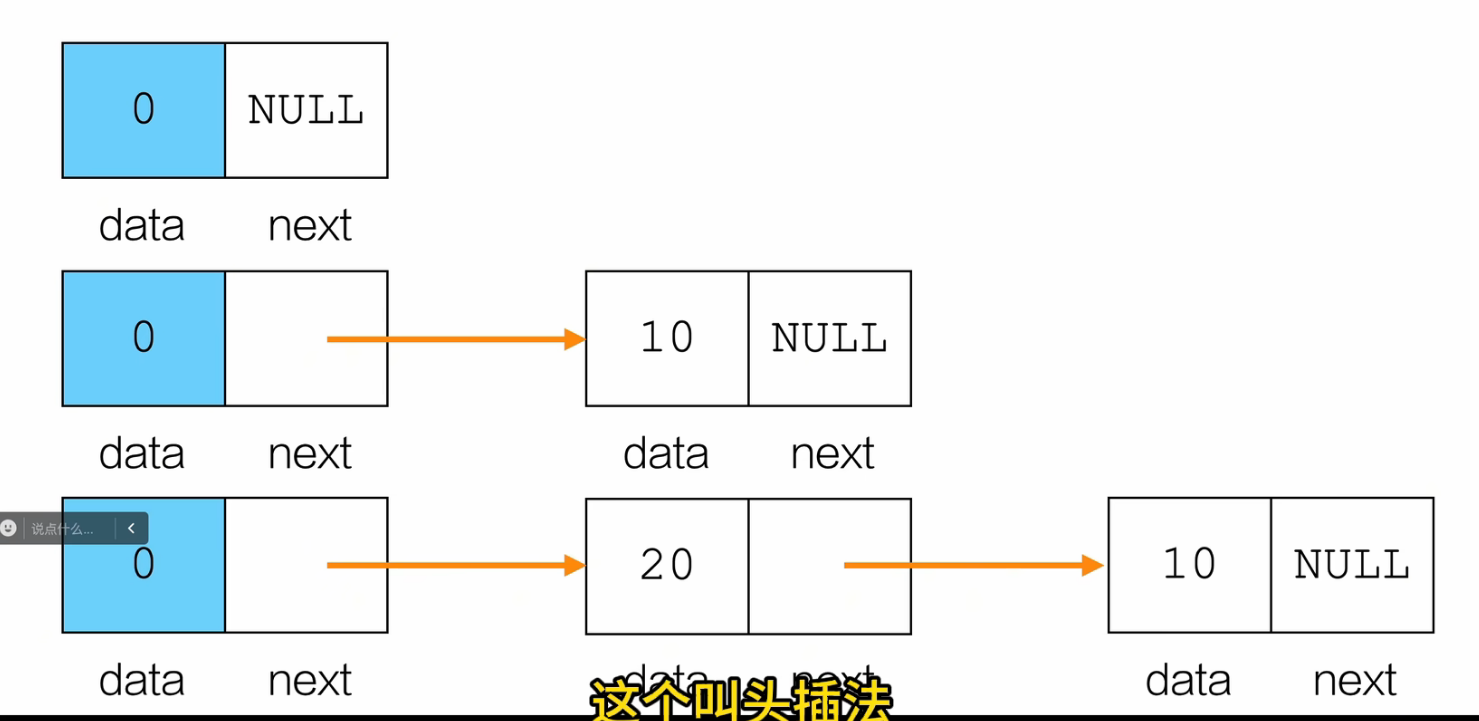 0 NULL
data next
0 10 NULL
data next data next
说点什么...
0 20 10 NULL
data next data next data next
这个叫头插法